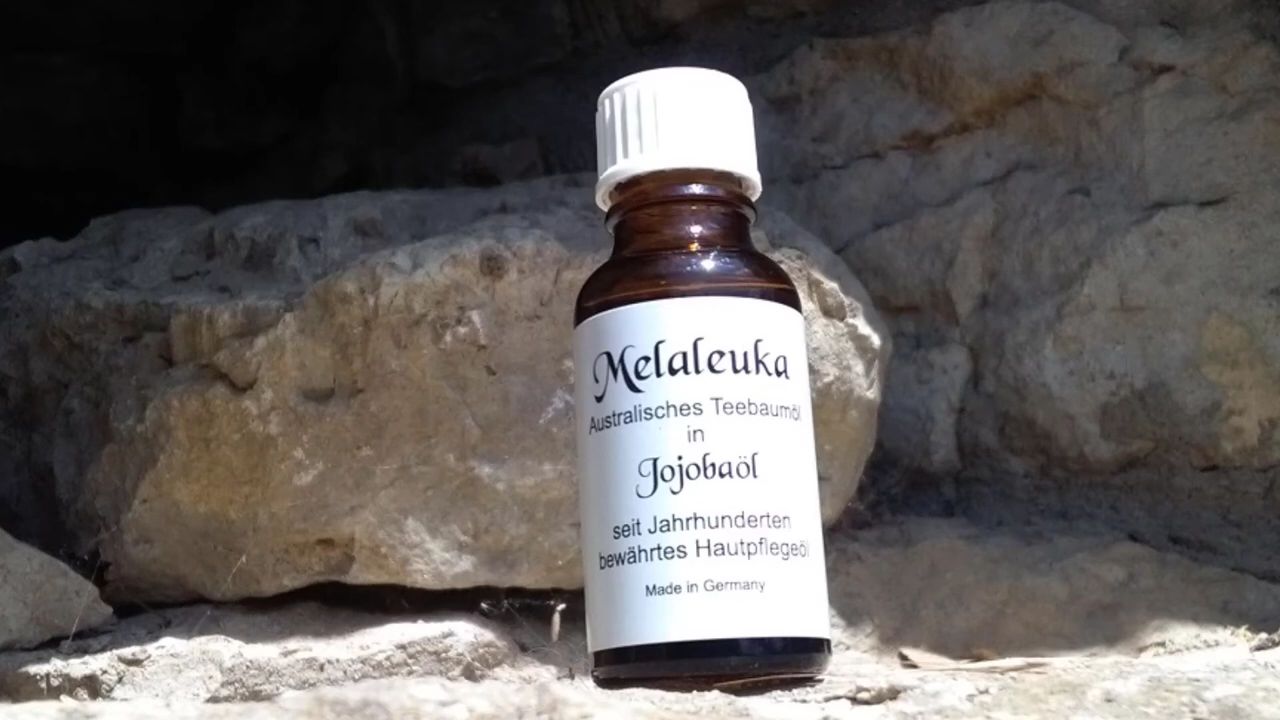 Melaleuka
Australisches Teebaumöl
in
Jojobaöl
seit Jahrhunderten
bewährtes Hautpflegeöl
Made in Germany